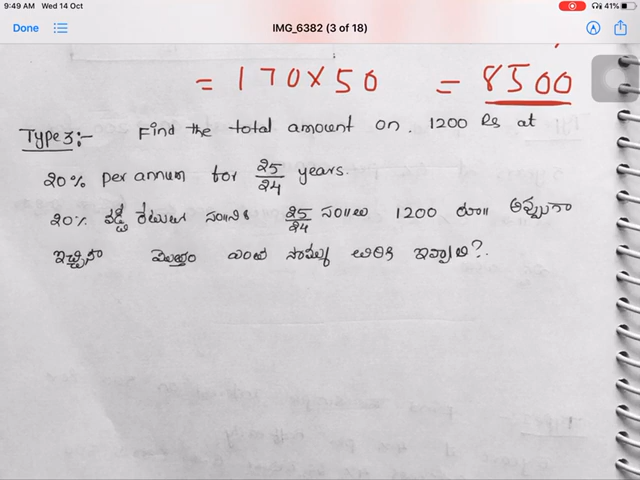 9:49 AM Wed 14 Oct
41%
Done
IMG_6382 (3 of 18)
= 170 x 50 = 8500
Type 3:- Find the total amount on. 1200 Rs at
20% per annum for 25/24 years.
20% వడ్డీ రేటులు సం॥నికి 25/24 సం॥లు 1200 రూ॥ అప్పుగా
ఇచ్చిన మొత్తం ఎంత సొమ్ము ఇవ్వాలి?